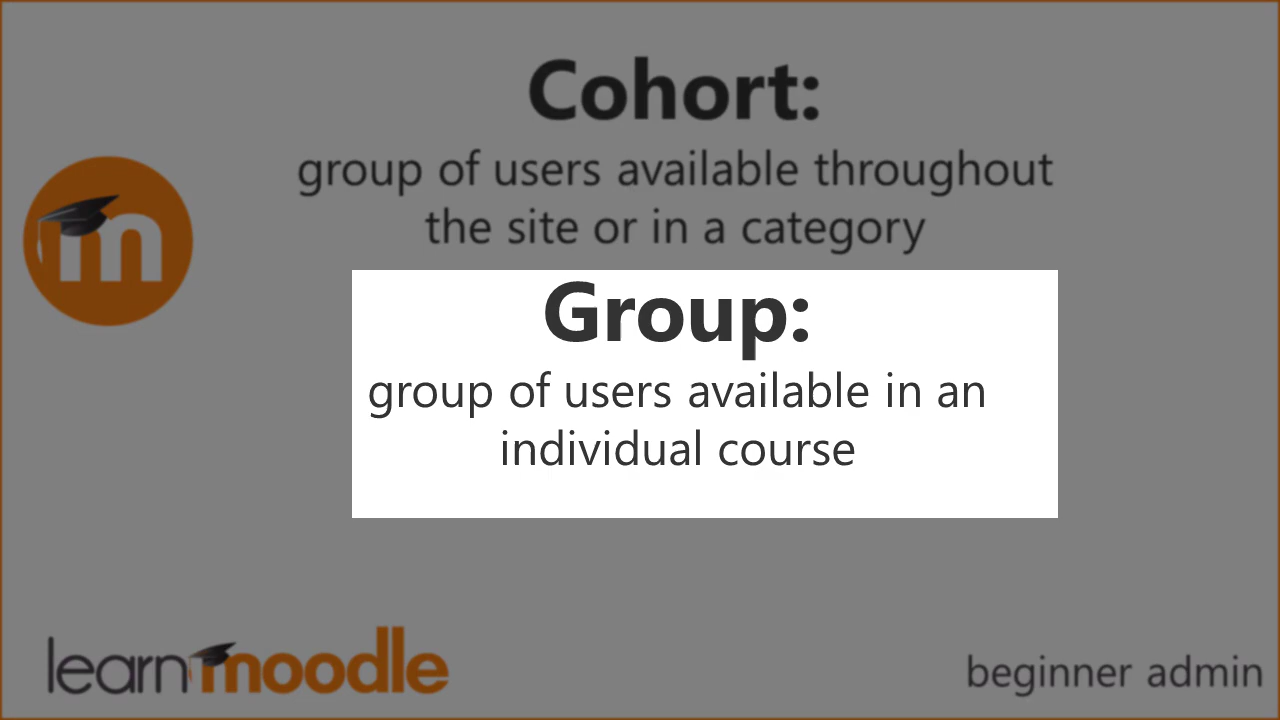 Cohort:
group of users available throughout
the site or in a category
m
Group:
group of users available in an
individual course
learnmoodle
beginner admin